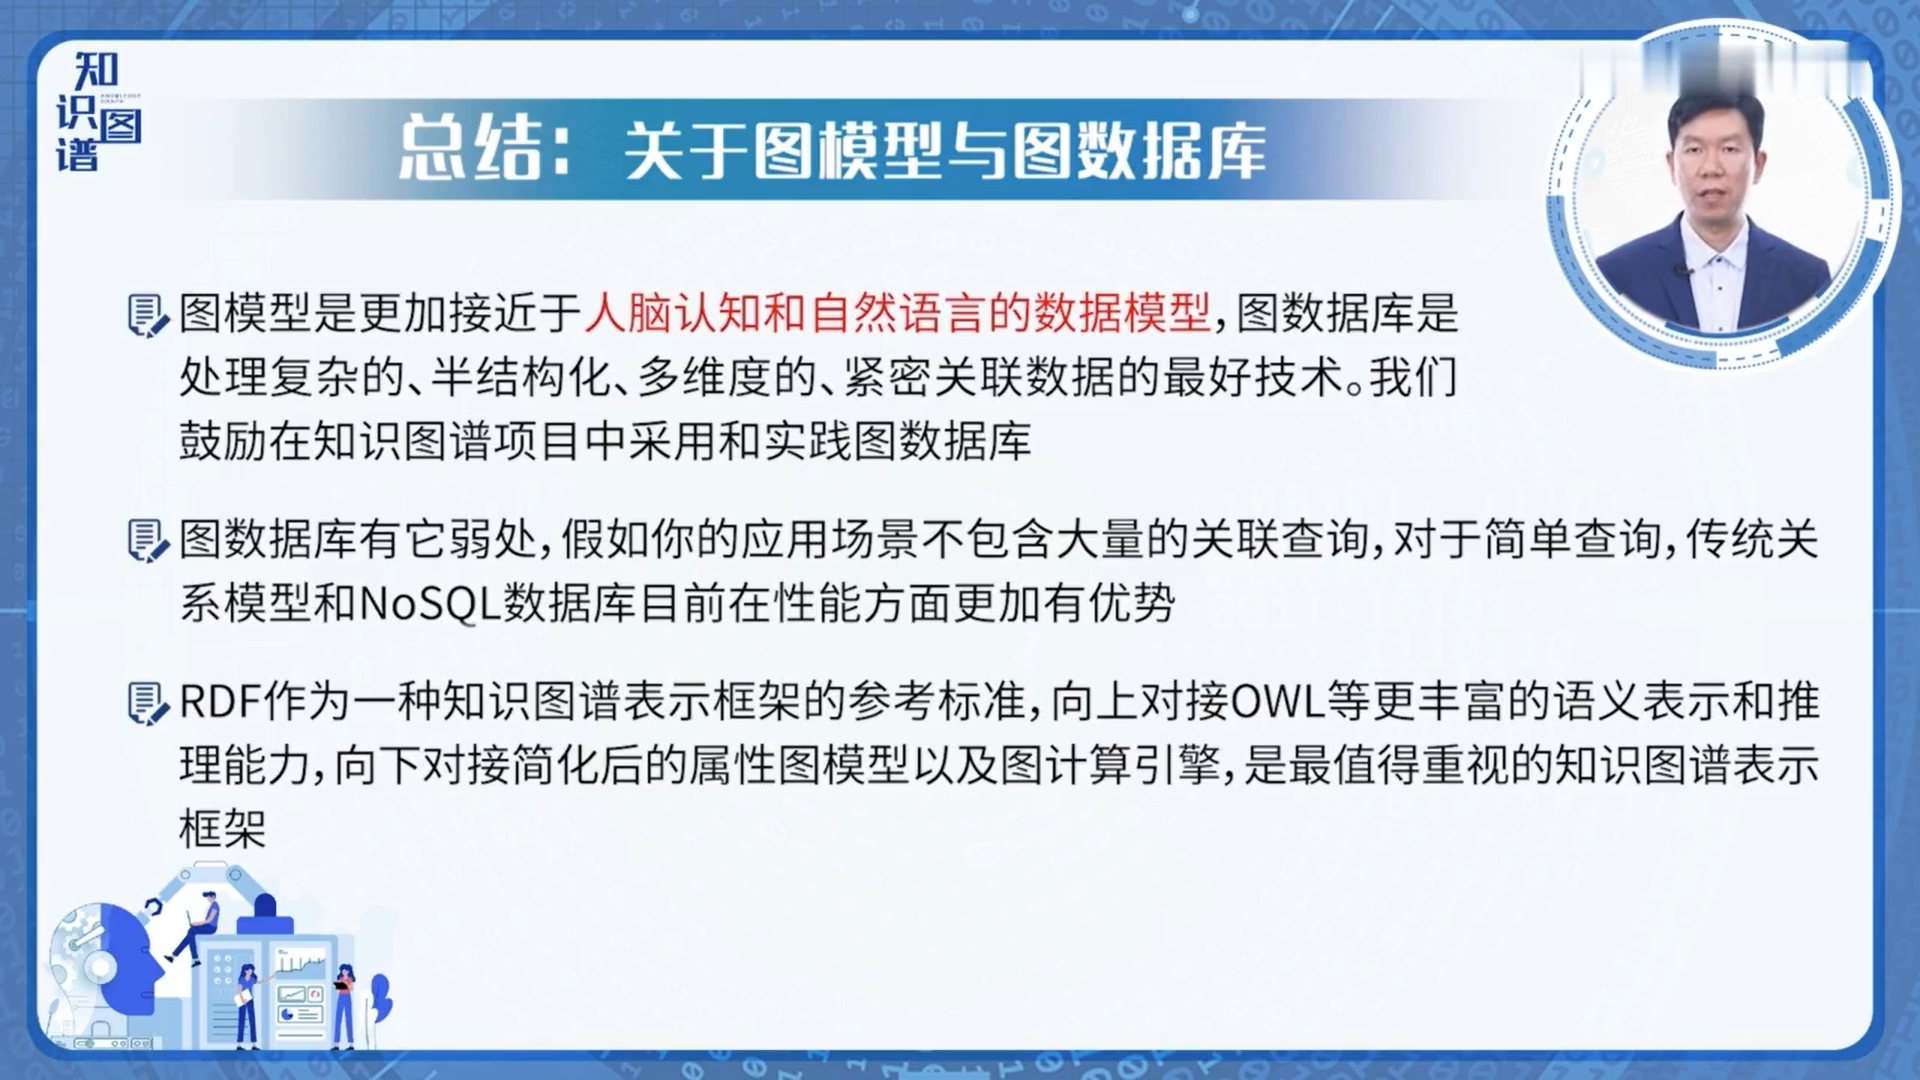 知识图谱
总结：关于图模型与图数据库
图模型是更加接近于人脑认知和自然语言的数据模型，图数据库是
处理复杂的、半结构化、多维度的、紧密关联数据的最好技术。我们
鼓励在知识图谱项目中采用和实践图数据库
图数据库有它弱处，假如你的应用场景不包含大量的关联查询，对于简单查询，传统关
系模型和NoSQL数据库目前在性能方面更加有优势
RDF作为一种知识图谱表示框架的参考标准，向上对接OWL等更丰富的语义表示和推
理能力，向下对接简化后的属性图模型以及图计算引擎，是最值得重视的知识图谱表示
框架